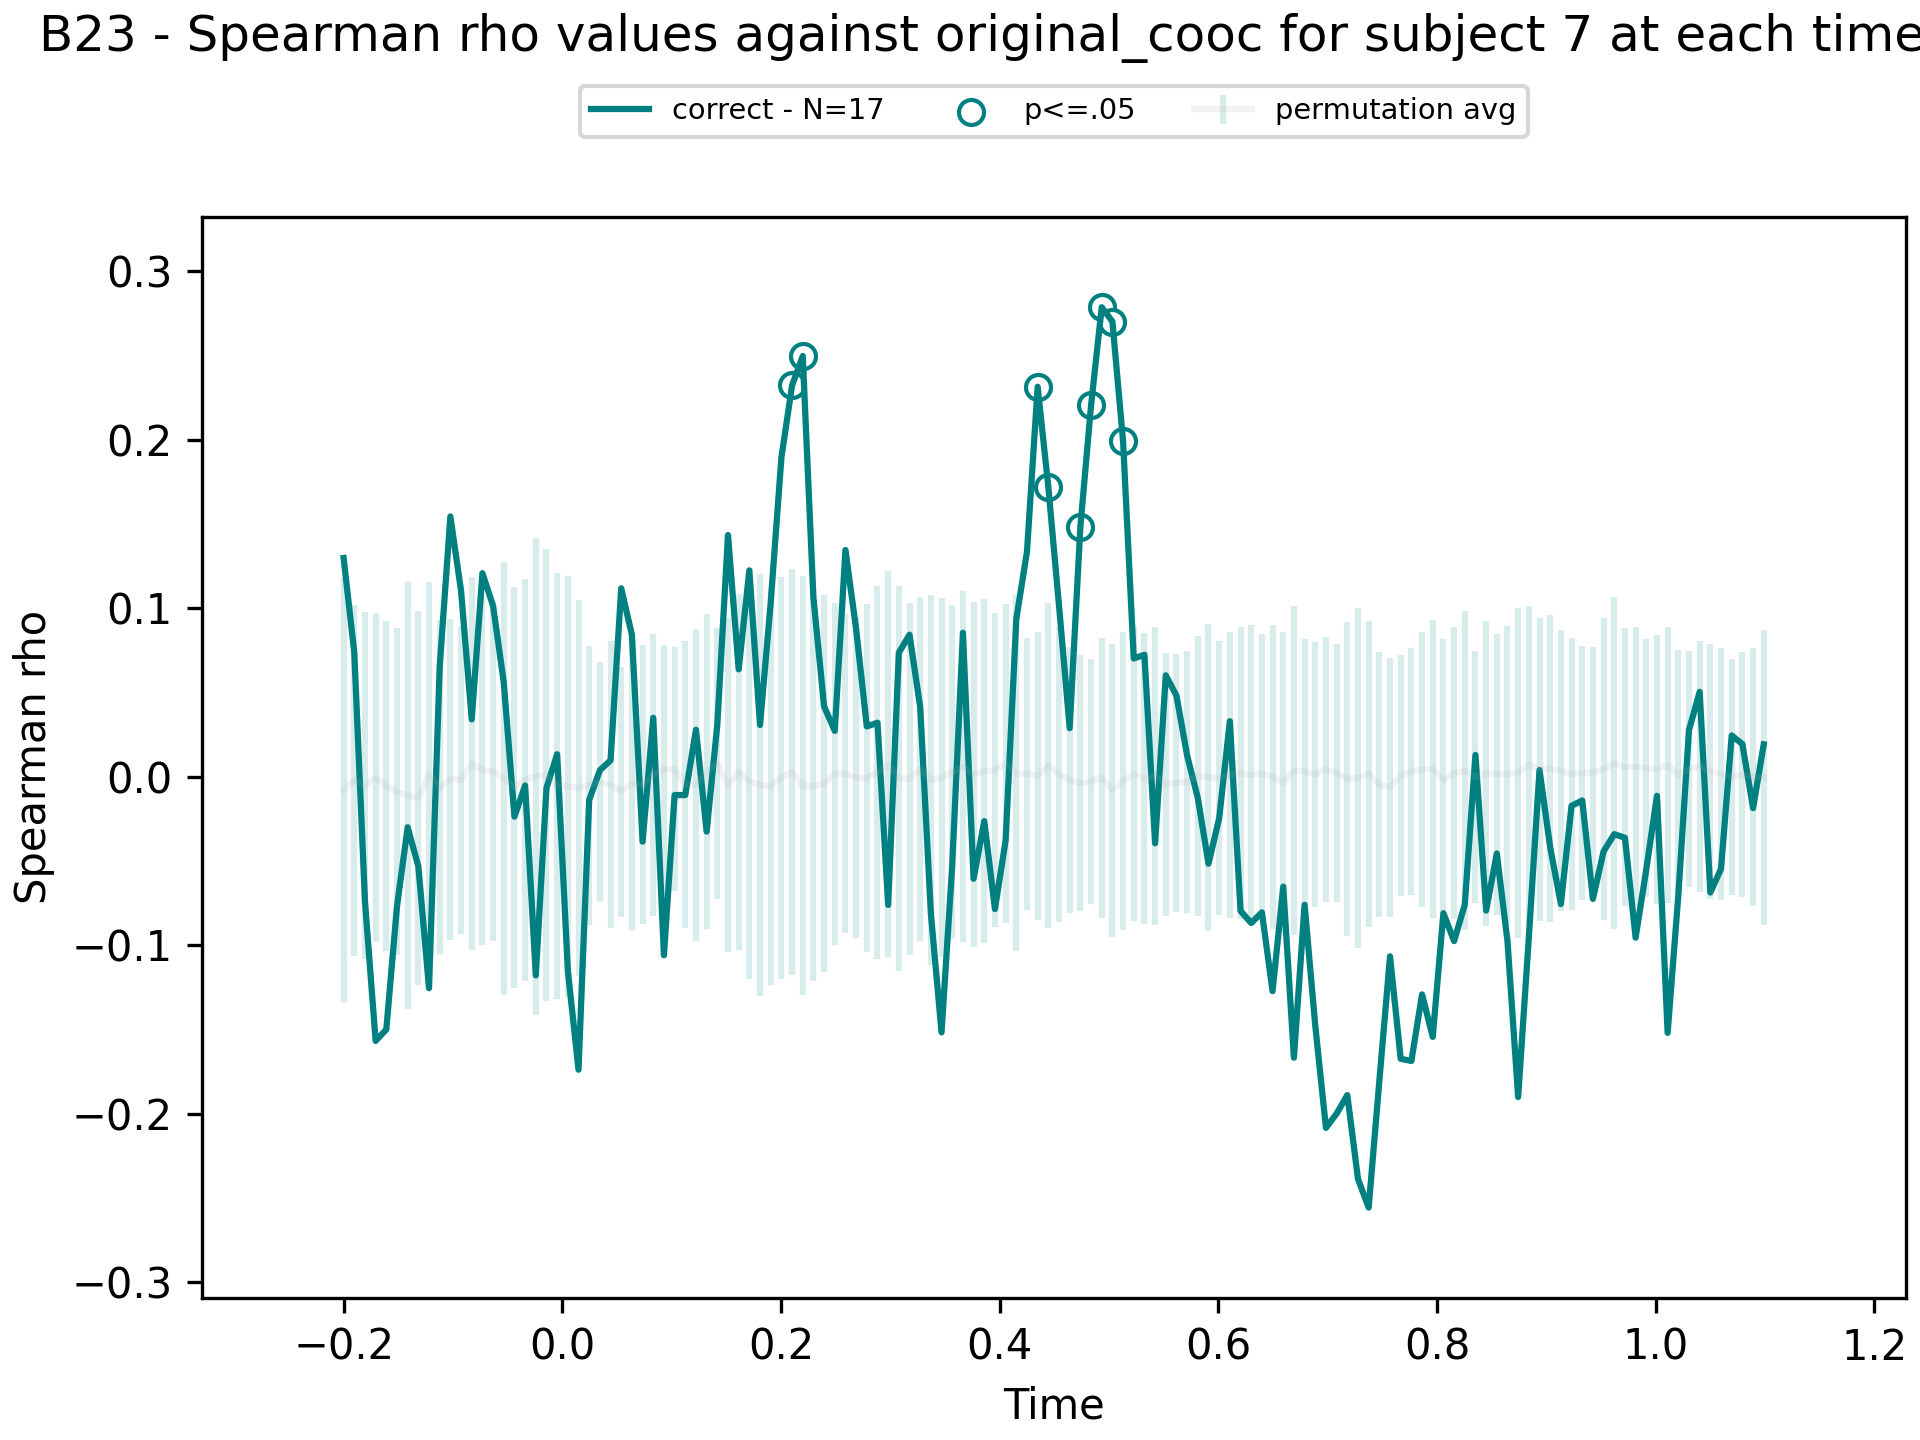 B23 - Spearman rho values against original_cooc for subject 7 at each time
correct - N=17 p<=.05 permutation avg
0.3
0.2
0.1
0.0
−0.1
−0.2
−0.3
Spearman rho
−0.2 0.0 0.2 0.4 0.6 0.8 1.0 1.2
Time